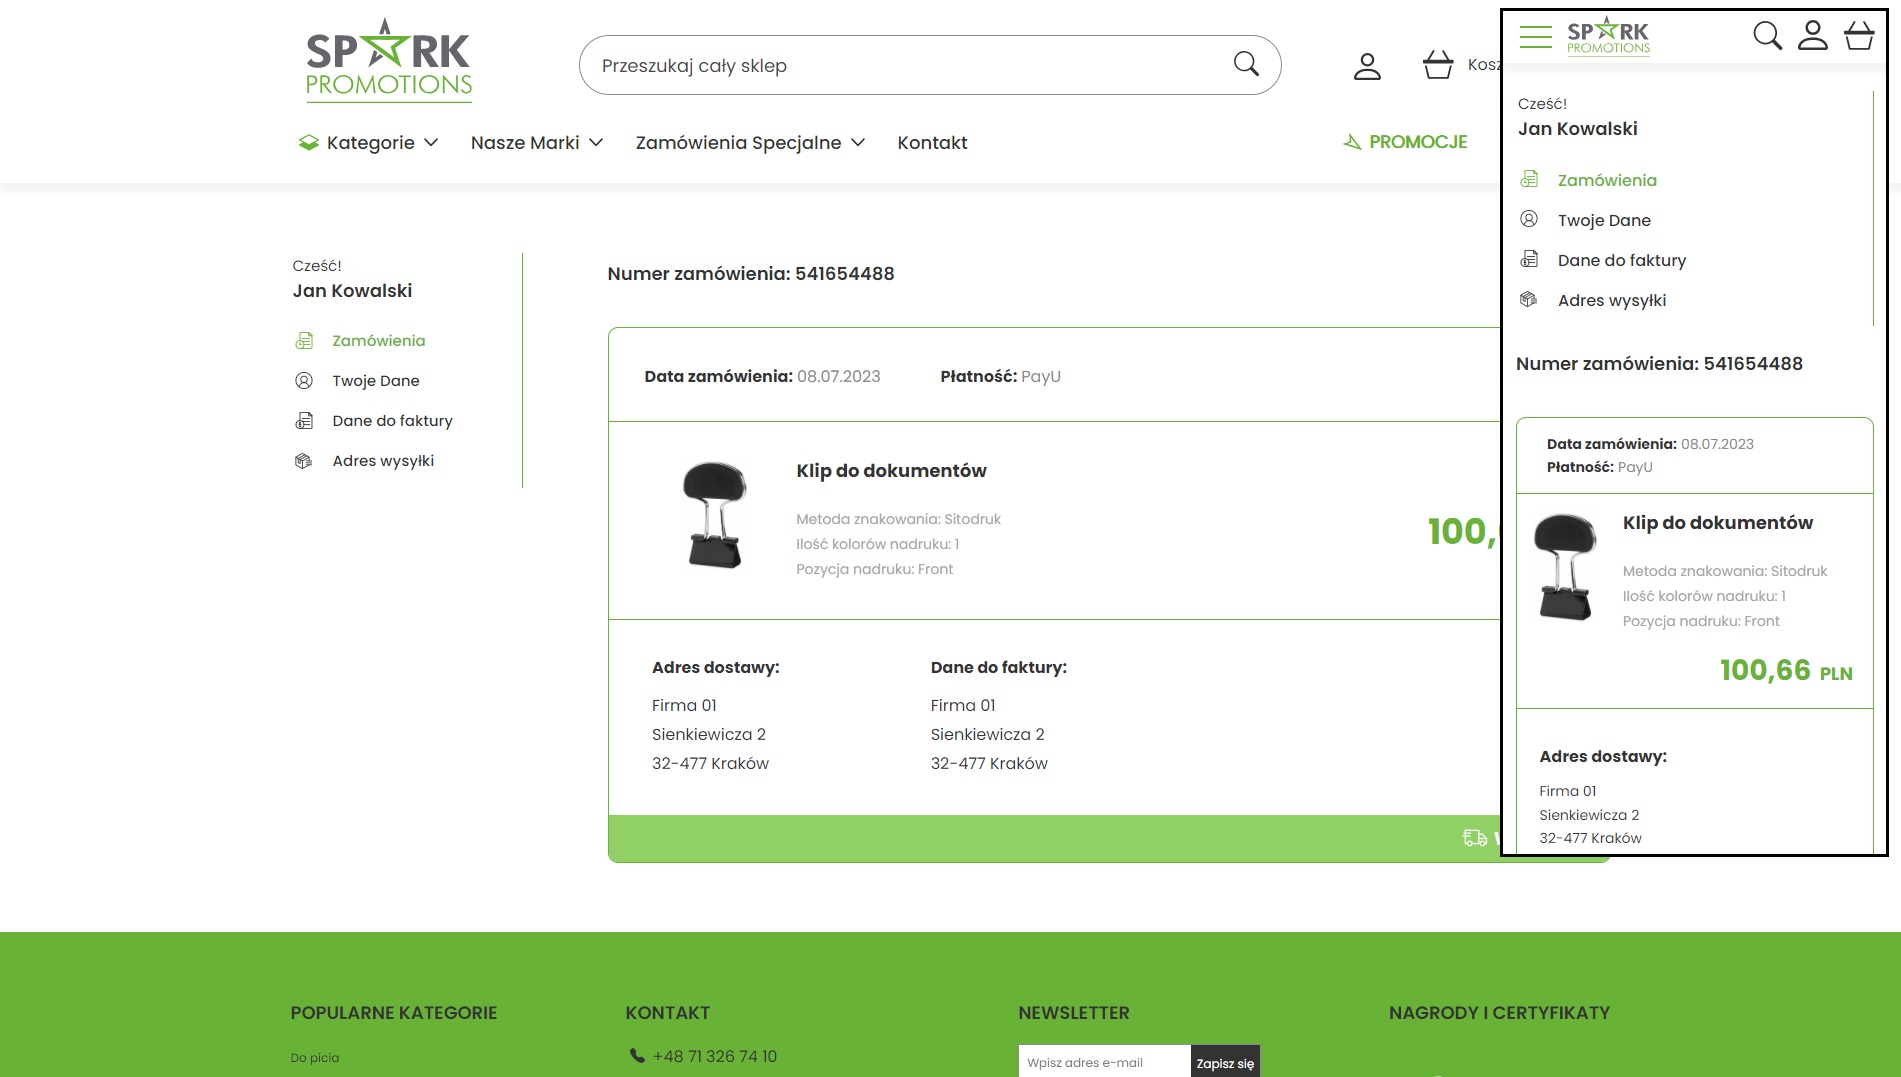 SPARK
PROMOTIONS
Przeszukaj cały sklep
Kategorie
Nasze Marki
Zamówienia Specjalne
Kontakt
PROMOCJE
Cześć!
Jan Kowalski
Zamówienia
Twoje Dane
Dane do faktury
Adres wysyłki
Numer zamówienia: 541654488
Data zamówienia: 08.07.2023
Płatność: PayU
Klip do dokumentów
Metoda znakowania: Sitodruk
Ilość kolorów nadruku: 1
Pozycja nadruku: Front
100,
Adres dostawy:
Firma 01
Sienkiewicza 2
32-477 Kraków
Dane do faktury:
Firma 01
Sienkiewicza 2
32-477 Kraków
SPARK
PROMOTIONS
Cześć!
Jan Kowalski
Zamówienia
Twoje Dane
Dane do faktury
Adres wysyłki
Numer zamówienia: 541654488
Data zamówienia: 08.07.2023
Płatność: PayU
Klip do dokumentów
Metoda znakowania: Sitodruk
Ilość kolorów nadruku: 1
Pozycja nadruku: Front
100,66 PLN
Adres dostawy:
Firma 01
Sienkiewicza 2
32-477 Kraków
POPULARNE KATEGORIE
Do picia
KONTAKT
+48 71 326 74 10
NEWSLETTER
Wpisz adres e-mail
Zapisz się
NAGRODY I CERTYFIKATY